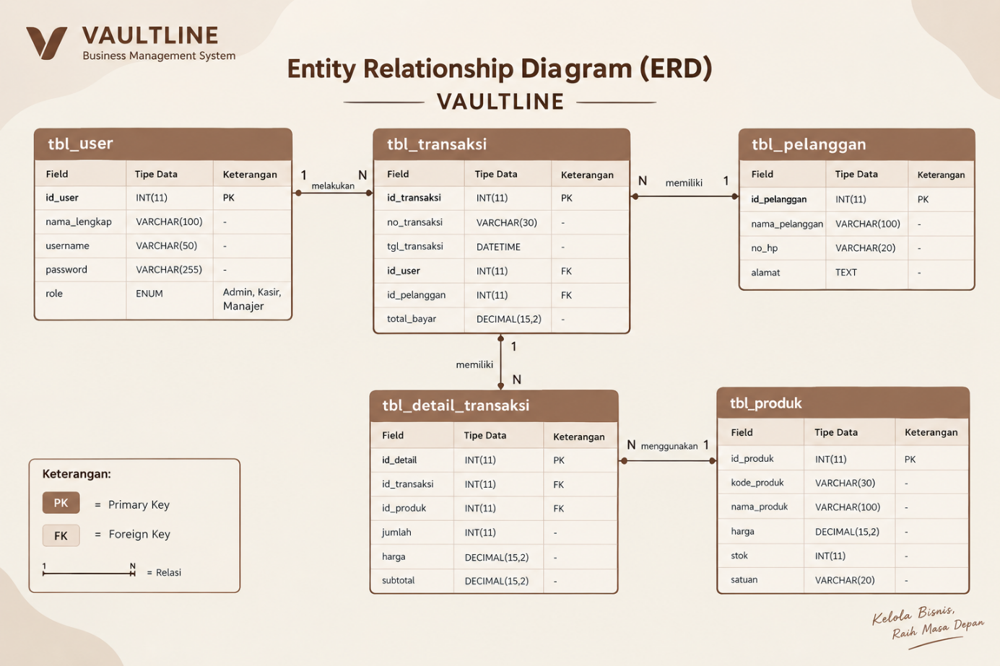 VAULTLINE
Business Management System
Entity Relationship Diagram (ERD)
VAULTLINE
tbl_user
Field Tipe Data Keterangan
id_user INT(11) PK
nama_lengkap VARCHAR(100) -
username VARCHAR(50) -
password VARCHAR(255) -
role ENUM Admin, Kasir,
Manajer
1 melakukan N
tbl_transaksi
Field Tipe Data Keterangan
id_transaksi INT(11) PK
no_transaksi VARCHAR(30) -
tgl_transaksi DATETIME -
id_user INT(11) FK
id_pelanggan INT(11) FK
total_bayar DECIMAL(15,2) -
N memiliki 1
tbl_pelanggan
Field Tipe Data Keterangan
id_pelanggan INT(11) PK
nama_pelanggan VARCHAR(100) -
no_hp VARCHAR(20) -
alamat TEXT -
1
memiliki
N
tbl_detail_transaksi
Field Tipe Data Keterangan
id_detail INT(11) PK
id_transaksi INT(11) FK
id_produk INT(11) FK
jumlah INT(11) -
harga DECIMAL(15,2) -
subtotal DECIMAL(15,2) -
N menggunakan 1
tbl_produk
Field Tipe Data Keterangan
id_produk INT(11) PK
kode_produk VARCHAR(30) -
nama_produk VARCHAR(100) -
harga DECIMAL(15,2) -
stok INT(11) -
satuan VARCHAR(20) -
Keterangan:
PK = Primary Key
FK = Foreign Key
1 N = Relasi
Kelola Bisnis,
Raih Masa Depan